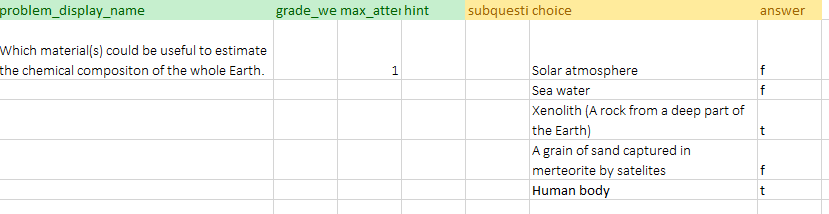 problem_display_name grade_we max_atter hint subquesti choice answer
Which material(s) could be useful to estimate
the chemical compositon of the whole Earth. 1 Solar atmosphere f
Sea water f
Xenolith (A rock from a deep part of
the Earth) t
A grain of sand captured in
merteorite by satelites f
Human body t